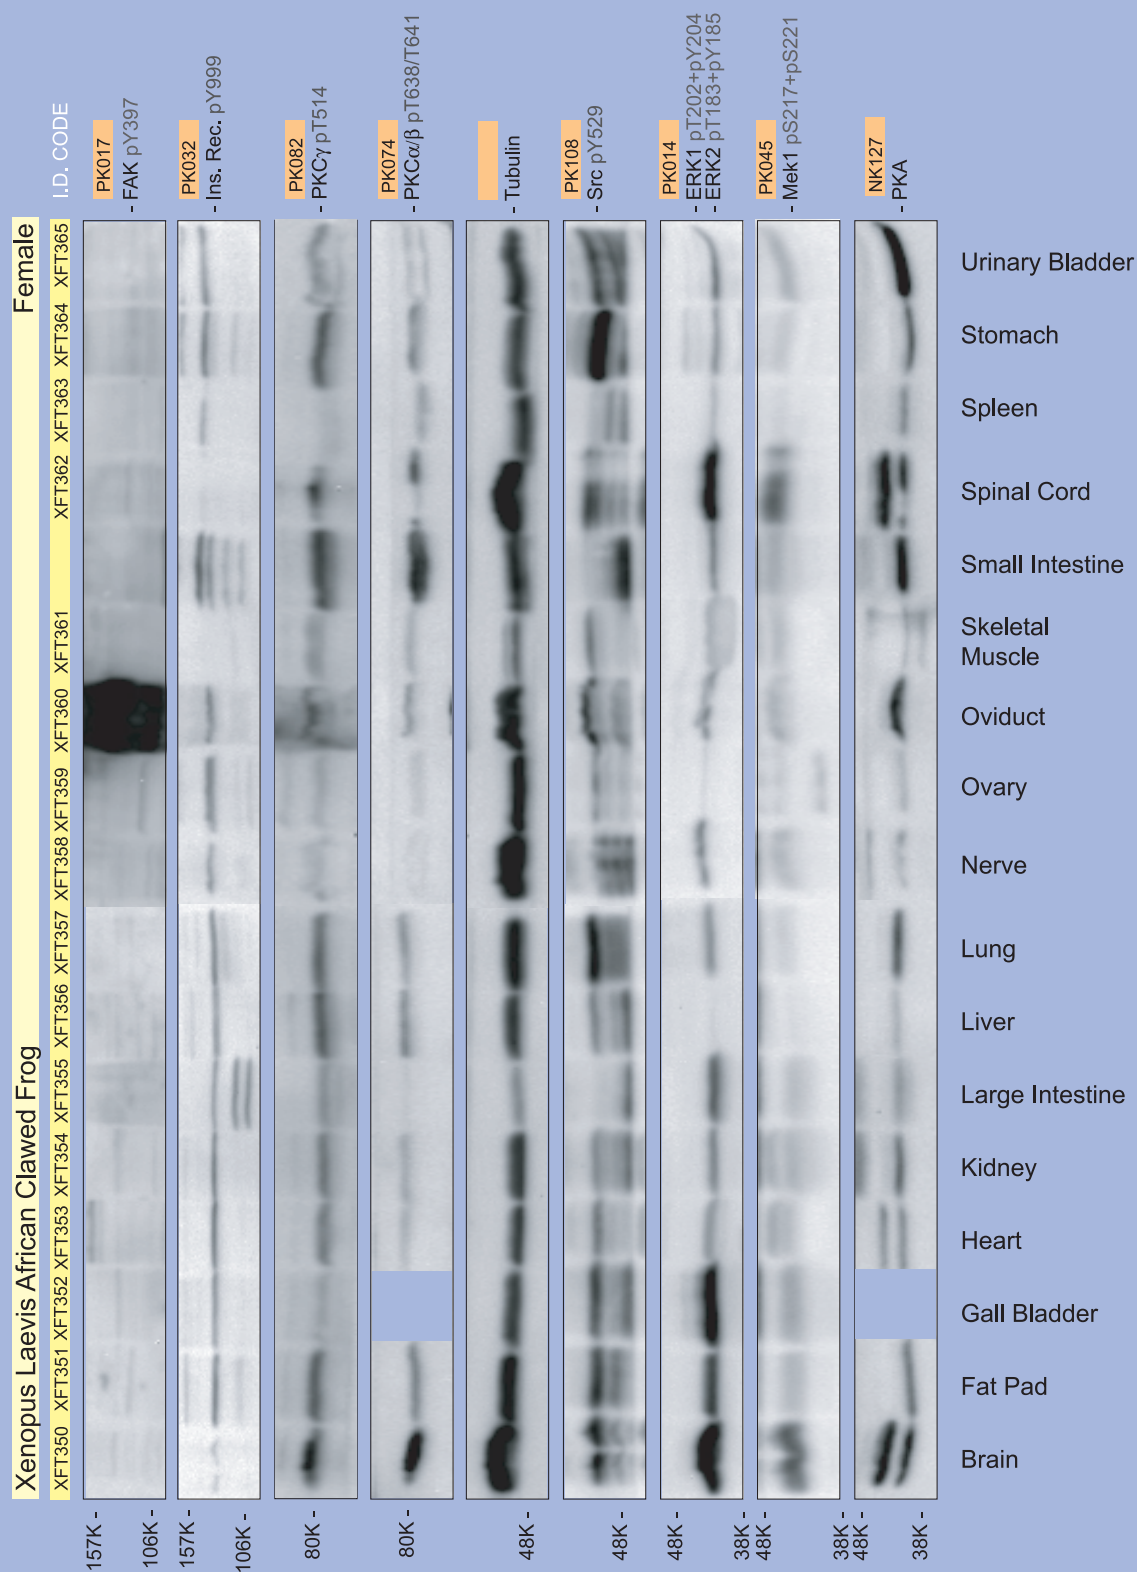 Xenopus Laevis African Clawed Frog
Female
XFT350
XFT351
XFT352
XFT353
XFT354
XFT355
XFT356
XFT357
XFT358
XFT359
XFT360
XFT361
XFT362
XFT363
XFT364
XFT365
I.D. CODE
157K -
106K -
PK017
- FAK pY397
157K -
106K -
PK032
- Ins. Rec. pY999
80K -
PK082
- PKCγ pT514
80K -
PK074
- PKCα/β pT638/T641
48K -
- Tubulin
48K -
PK108
- Src pY529
48K -
38K -
PK014
- ERK1 pT202+pY204
- ERK2 pT183+pY185
48K -
38K -
PK045
- Mek1 pS217+pS221
48K -
38K -
NK127
- PKA
Urinary Bladder
Stomach
Spleen
Spinal Cord
Small Intestine
Skeletal
Muscle
Oviduct
Ovary
Nerve
Lung
Liver
Large Intestine
Kidney
Heart
Gall Bladder
Fat Pad
Brain